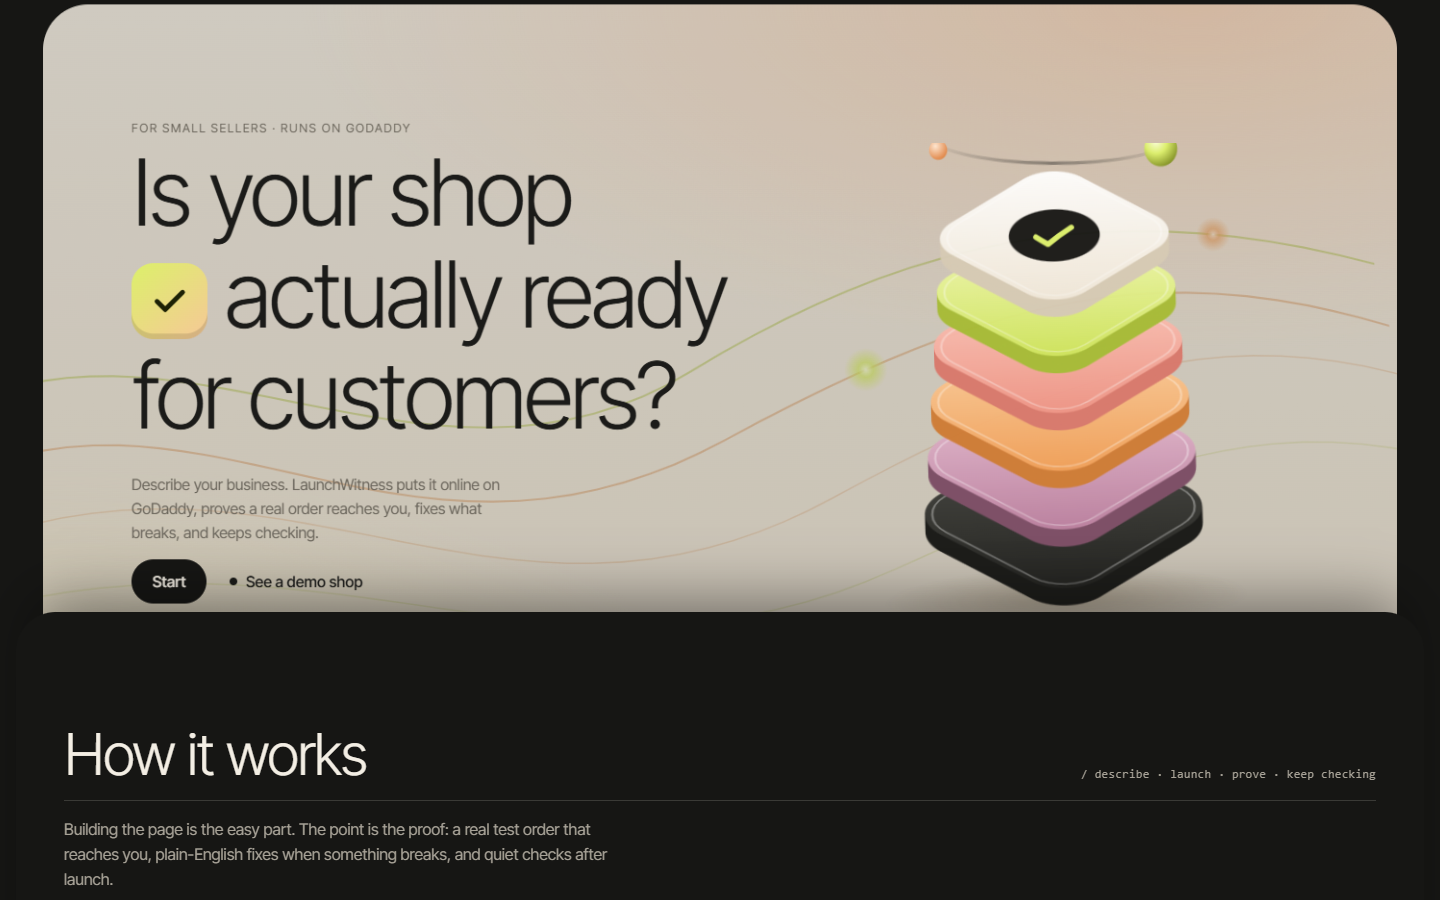 FOR SMALL SELLERS · RUNS ON GODADDY
Is your shop
actually ready
for customers?
Describe your business. LaunchWitness puts it online on
GoDaddy, proves a real order reaches you, fixes what
breaks, and keeps checking.
Start
See a demo shop
How it works
/ describe · launch · prove · keep checking
Building the page is the easy part. The point is the proof: a real test order that
reaches you, plain-English fixes when something breaks, and quiet checks after
launch.